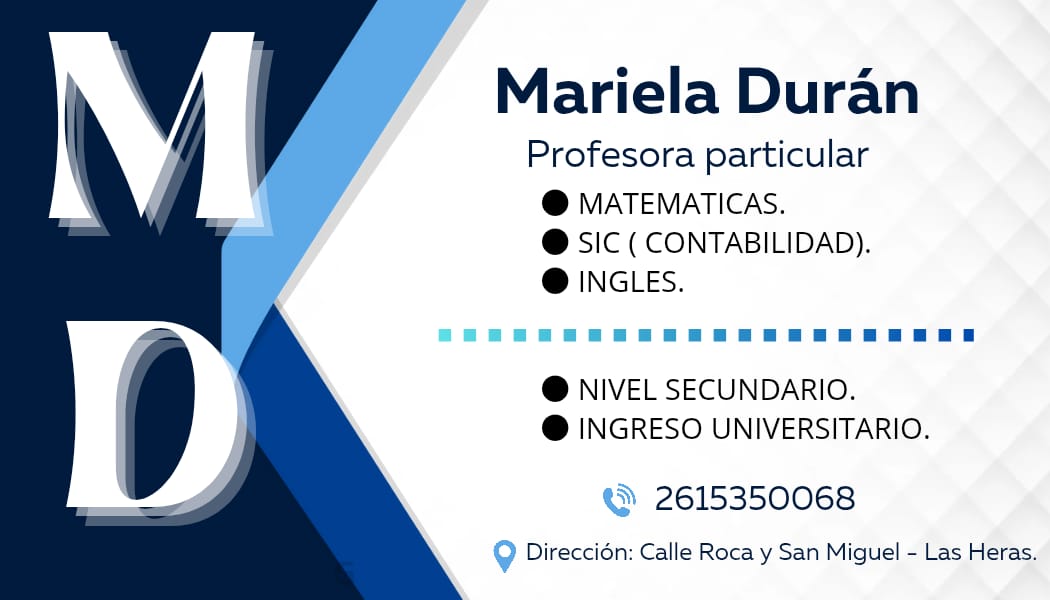 M
D
Mariela Durán
Profesora particular
MATEMATICAS.
SIC ( CONTABILIDAD).
INGLES.
NIVEL SECUNDARIO.
INGRESO UNIVERSITARIO.
2615350068
Dirección: Calle Roca y San Miguel - Las Heras.